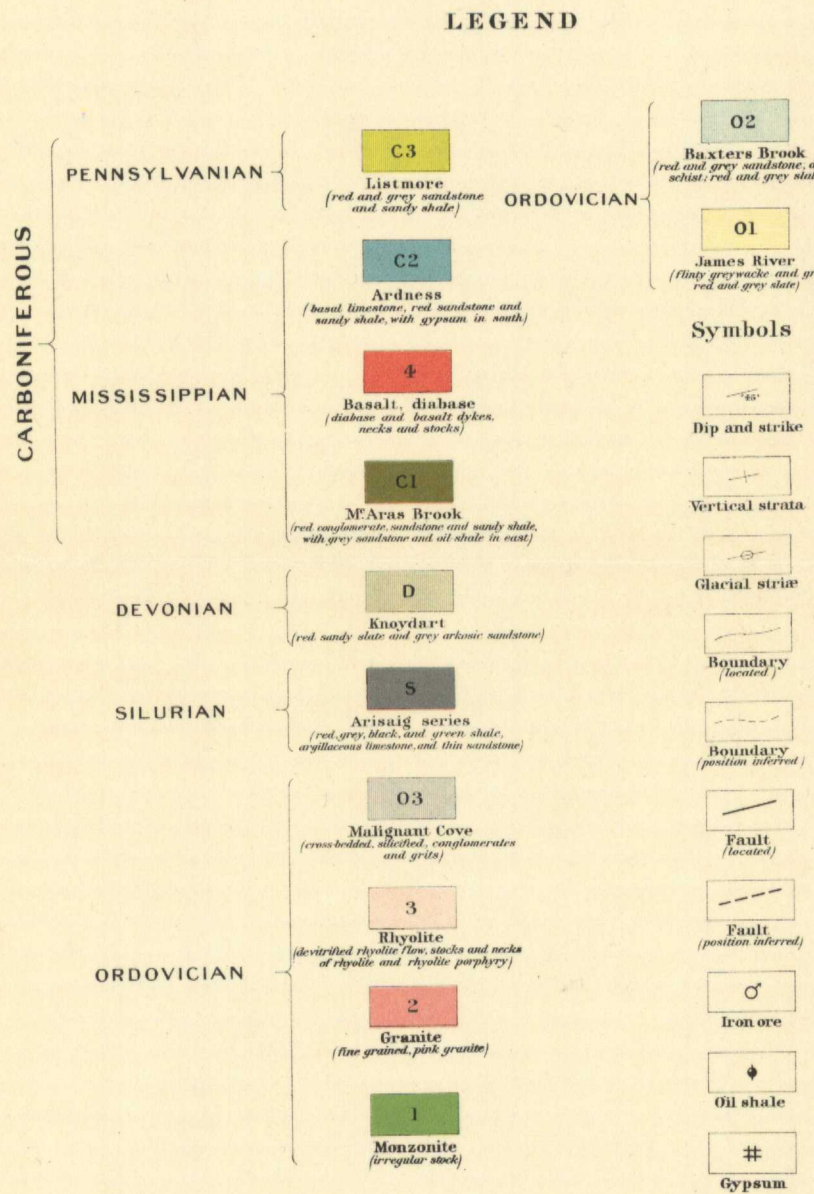 LEGEND
CARBONIFEROUS
PENNSYLVANIAN
C3
Listmore
(red and grey sandstone
and sandy shale)
MISSISSIPPIAN
C2
Ardness
(basal limestone, red sandstone and
sandy shale, with gypsum in south)
4
Basalt, diabase
(diabase and basalt dykes,
necks and stocks)
C1
Mc.Aras Brook
(red conglomerate, sandstone and sandy shale,
with grey sandstone and oil shale in east)
DEVONIAN
D
Knoydart
(red sandy slate and grey arkosic sandstone)
SILURIAN
S
Arisaig series
(red, grey, black, and green shale,
argillaceous limestone, and thin sandstone)
ORDOVICIAN
O3
Malignant Cove
(cross-bedded, silicified, conglomerates
and grits)
3
Rhyolite
(devitrified rhyolite flow, stocks and necks
of rhyolite and rhyolite porphyry)
2
Granite
(fine grained, pink granite)
1
Monzonite
(irregular stock)
ORDOVICIAN
O2
Baxters Brook
(red and grey sandstone,
schist; red and grey
O1
James River
(flinty greywacke and
red and grey slate)
Symbols
45°
Dip and strike
Vertical strata
Glacial striæ
Boundary
(located)
Boundary
(position inferred)
Fault
(located)
Fault
(position inferred)
Iron ore
Oil shale
Gypsum